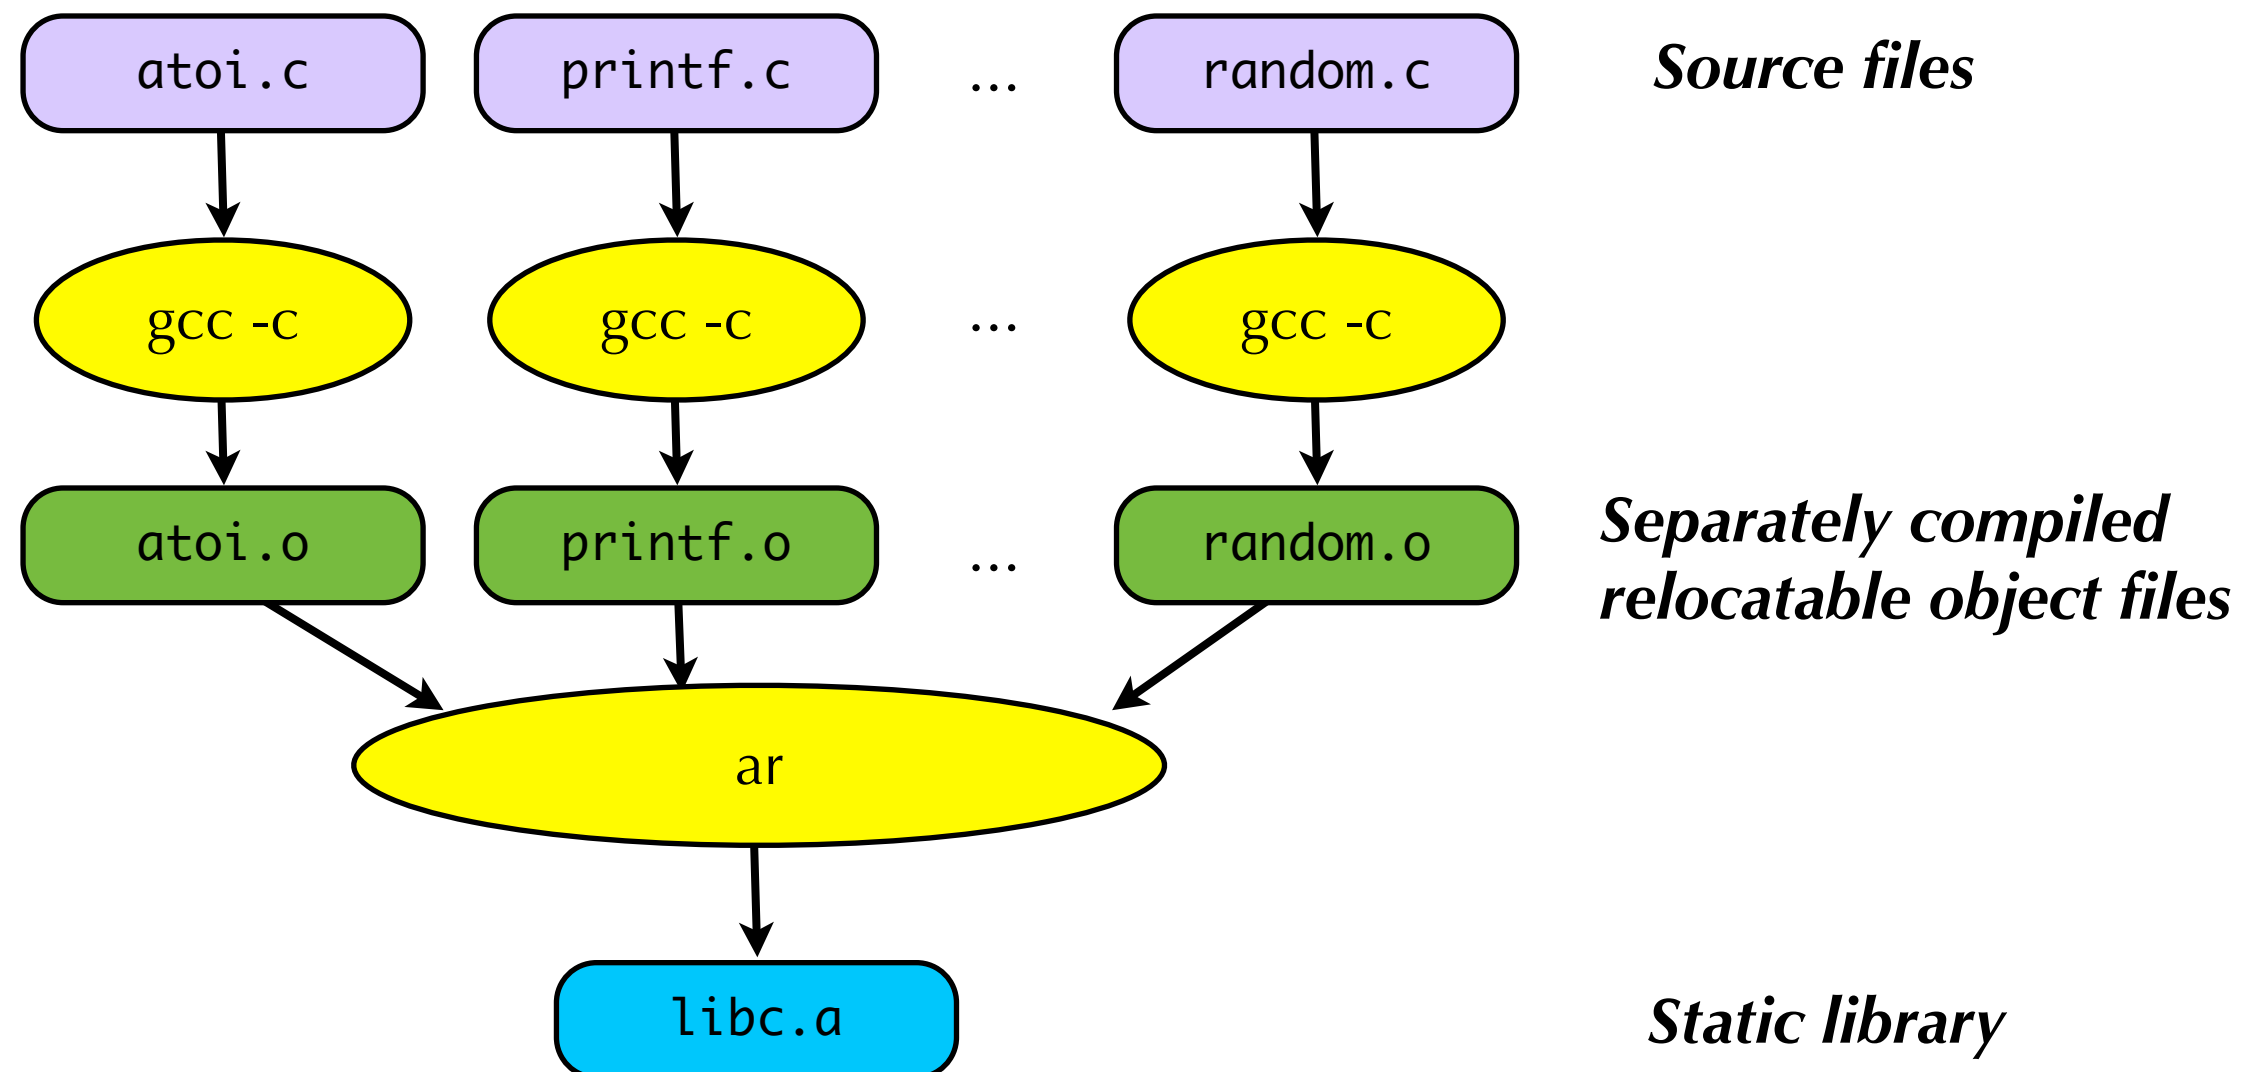 atoi.c printf.c ... random.c Source files
gcc -c gcc -c ... gcc -c
atoi.o printf.o ... random.o Separately compiled
relocatable object files
ar
libc.a Static library